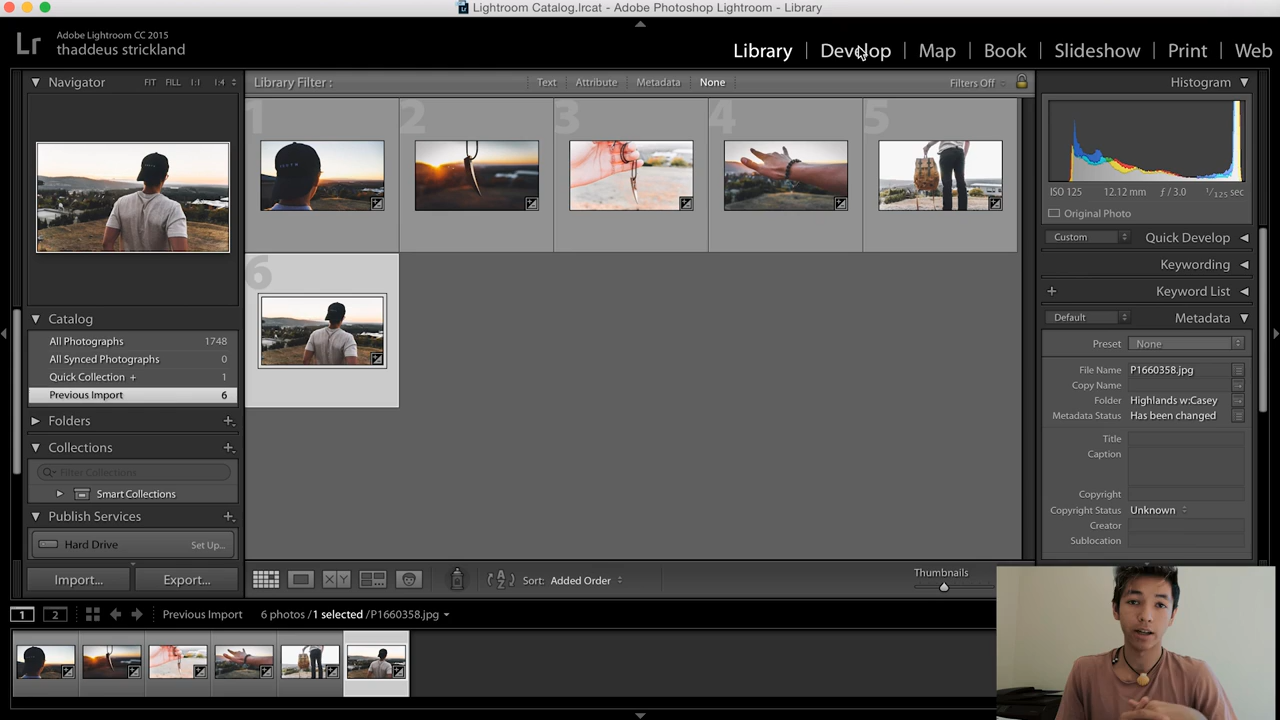 Lightroom Catalog.lrcat - Adobe Photoshop Lightroom - Library
Lr
Adobe Lightroom CC 2015
thaddeus strickland
Library | Develop | Map | Book | Slideshow | Print | Web
Navigator FIT FILL 1:1 1:4
Library Filter : Text Attribute Metadata None Filters Off
Histogram
1 2 3 4 5
6
ISO 125 12.12 mm ƒ / 3.0 1/125 sec
Original Photo
Custom Quick Develop
Keywording
Keyword List
Default Metadata
Preset None
File Name P1660358.jpg
Copy Name
Folder Highlands w:Casey
Metadata Status Has been changed
Title
Caption
Copyright
Copyright Status Unknown
Creator
Sublocation
Catalog
All Photographs 1748
All Synced Photographs 0
Quick Collection + 1
Previous Import 6
Folders
Collections
Filter Collections
Smart Collections
Publish Services
Hard Drive Set Up...
Import... Export...
X Y
A Z
Sort: Added Order
Thumbnails
1 2 Previous Import 6 photos / 1 selected / P1660358.jpg